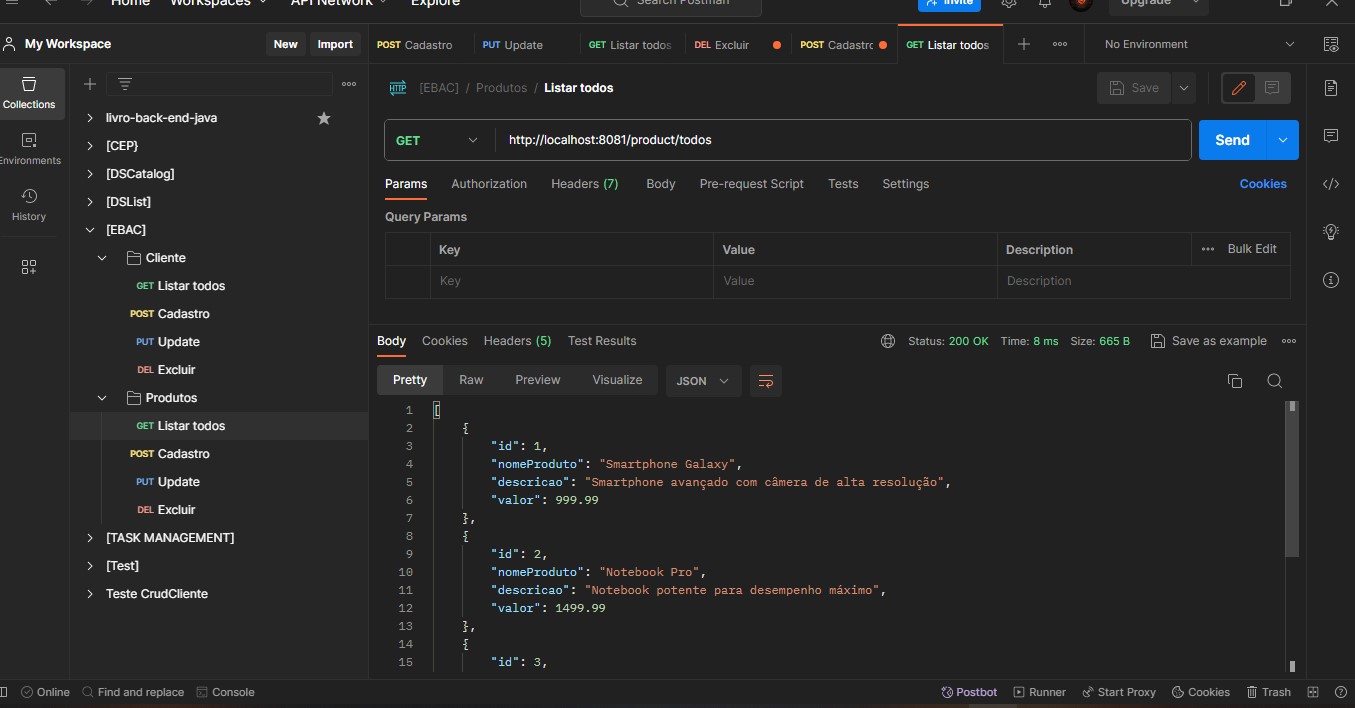 Home Workspaces API Network Explore Search Postman Invite Upgrade
My Workspace New Import POST Cadastro PUT Update GET Listar todos DEL Excluir POST Cadastro GET Listar todos No Environment
Collections
Environments
History
livro-back-end-java
[CEP}
[DSCatalog]
[DSList]
[EBAC]
Cliente
GET Listar todos
POST Cadastro
PUT Update
DEL Excluir
Produtos
GET Listar todos
POST Cadastro
PUT Update
DEL Excluir
[TASK MANAGEMENT]
[Test]
Teste CrudCliente
HTTP [EBAC] / Produtos / Listar todos Save
GET http://localhost:8081/product/todos Send
Params Authorization Headers (7) Body Pre-request Script Tests Settings Cookies
Query Params
Key Value Description Bulk Edit
Key Value Description
Body Cookies Headers (5) Test Results Status: 200 OK Time: 8 ms Size: 665 B Save as example
Pretty Raw Preview Visualize JSON
1 [
2 {
3 "id": 1,
4 "nomeProduto": "Smartphone Galaxy",
5 "descricao": "Smartphone avançado com câmera de alta resolução",
6 "valor": 999.99
7 },
8 {
9 "id": 2,
10 "nomeProduto": "Notebook Pro",
11 "descricao": "Notebook potente para desempenho máximo",
12 "valor": 1499.99
13 },
14 {
15 "id": 3,
Online Find and replace Console Postbot Runner Start Proxy Cookies Trash